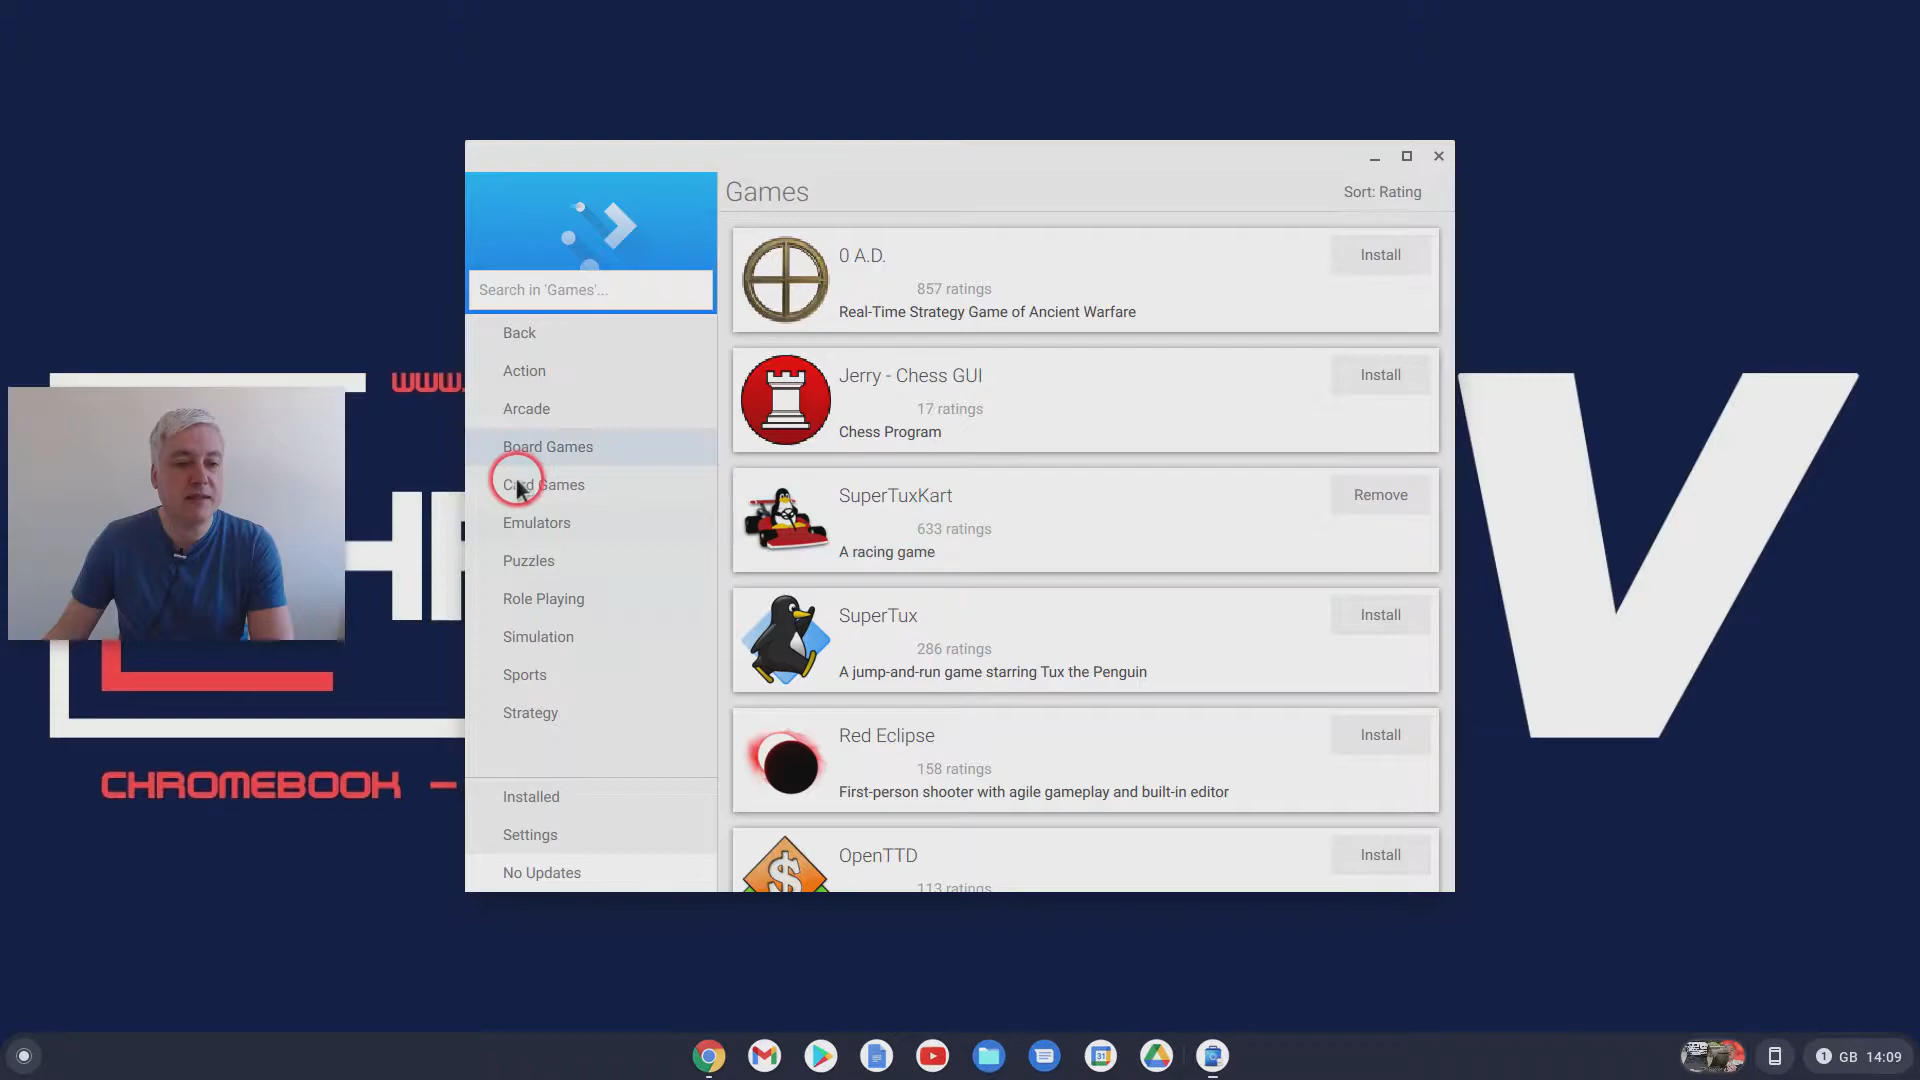 Games
Sort: Rating
Search in 'Games'...
Back
Action
Arcade
Board Games
Card Games
Emulators
Puzzles
Role Playing
Simulation
Sports
Strategy
Installed
Settings
No Updates
0 A.D.
Install
857 ratings
Real-Time Strategy Game of Ancient Warfare
Jerry - Chess GUI
Install
17 ratings
Chess Program
SuperTuxKart
Remove
633 ratings
A racing game
SuperTux
Install
286 ratings
A jump-and-run game starring Tux the Penguin
Red Eclipse
Install
158 ratings
First-person shooter with agile gameplay and built-in editor
OpenTTD
Install
113 ratings
WWW.
V
CHROMEBOOK –
31
1 GB 14:09